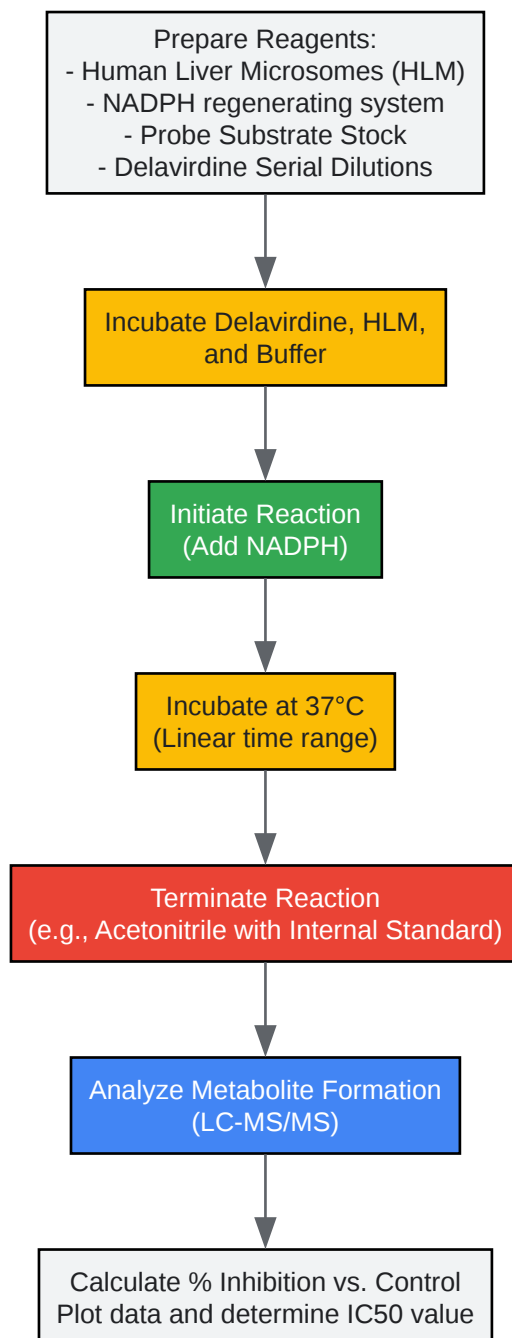 Prepare Reagents:
- Human Liver Microsomes (HLM)
- NADPH regenerating system
- Probe Substrate Stock
- Delavirdine Serial Dilutions
Incubate Delavirdine, HLM,
and Buffer
Initiate Reaction
(Add NADPH)
Incubate at 37°C
(Linear time range)
Terminate Reaction
(e.g., Acetonitrile with Internal Standard)
Analyze Metabolite Formation
(LC-MS/MS)
Calculate % Inhibition vs. Control
Plot data and determine IC50 value